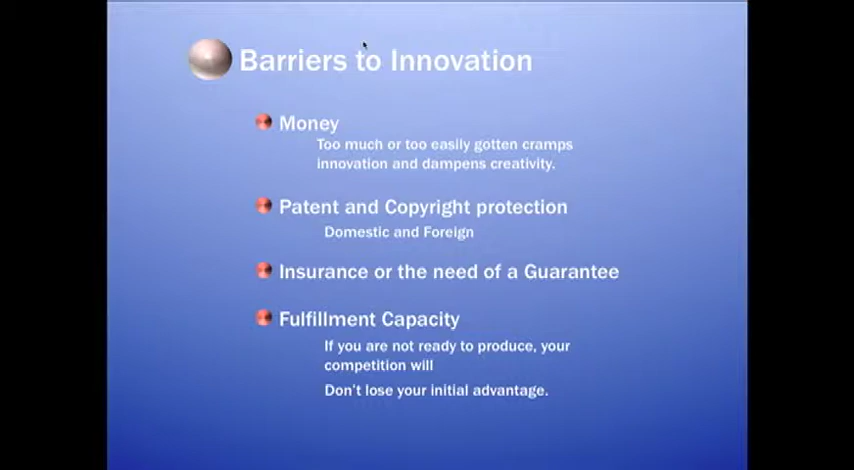 Barriers to Innovation
Money
Too much or too easily gotten cramps
innovation and dampens creativity.
Patent and Copyright protection
Domestic and Foreign
Insurance or the need of a Guarantee
Fulfillment Capacity
If you are not ready to produce, your
competition will
Don't lose your initial advantage.